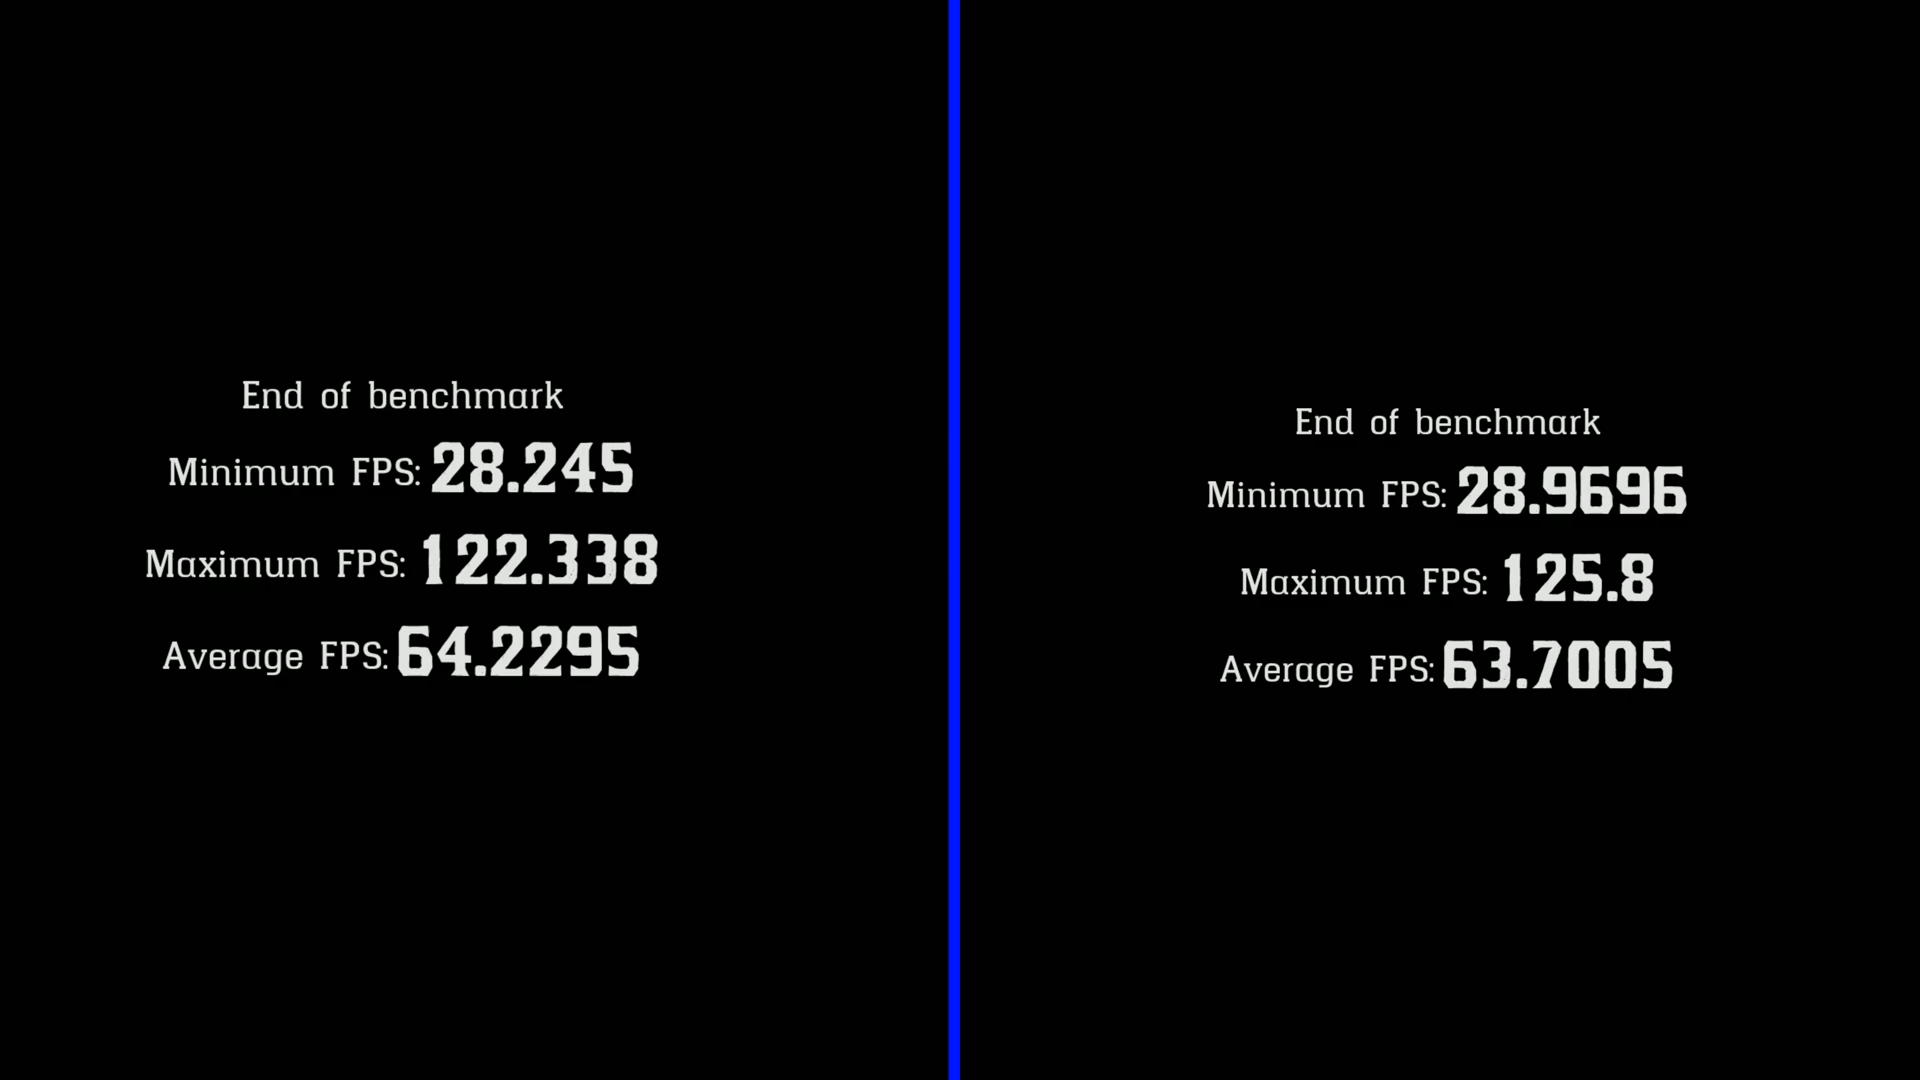 End of benchmark
Minimum FPS: 28.245
Maximum FPS: 122.338
Average FPS: 64.2295
End of benchmark
Minimum FPS: 28.9696
Maximum FPS: 125.8
Average FPS: 63.7005